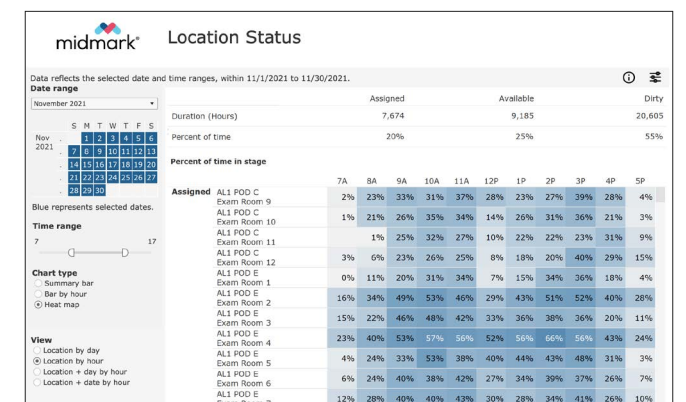 midmark®
Location Status
Data reflects the selected date and time ranges, within 11/1/2021 to 11/30/2021.
Date range
November 2021
S M T W T F S
Nov 2021
1 2 3 4 5 6
7 8 9 10 11 12 13
14 15 16 17 18 19 20
21 22 23 24 25 26 27
28 29 30
Blue represents selected dates.
Time range
7 17
Chart type
Summary bar
Bar by hour
Heat map
View
Location by day
Location by hour
Location + day by hour
Location + date by hour
Assigned Available Dirty
Duration (Hours) 7,674 9,185 20,605
Percent of time 20% 25% 55%
Percent of time in stage
7A 8A 9A 10A 11A 12P 1P 2P 3P 4P 5P
Assigned
AL1 POD C
Exam Room 9 2% 23% 33% 31% 37% 28% 23% 27% 39% 28% 4%
AL1 POD C
Exam Room 10 1% 21% 26% 35% 34% 14% 26% 31% 36% 21% 3%
AL1 POD C
Exam Room 11 1% 25% 32% 27% 10% 22% 22% 23% 31% 9%
AL1 POD C
Exam Room 12 3% 6% 23% 26% 25% 8% 18% 20% 40% 29% 15%
AL1 POD E
Exam Room 1 0% 11% 20% 31% 34% 7% 15% 34% 36% 18% 4%
AL1 POD E
Exam Room 2 16% 34% 49% 53% 46% 29% 43% 51% 52% 40% 28%
AL1 POD E
Exam Room 3 15% 22% 46% 48% 42% 33% 36% 38% 36% 20% 11%
AL1 POD E
Exam Room 4 23% 40% 53% 57% 56% 52% 56% 66% 56% 43% 24%
AL1 POD E
Exam Room 5 4% 24% 33% 53% 38% 40% 44% 43% 48% 31% 3%
AL1 POD E
Exam Room 6 6% 24% 40% 38% 42% 27% 34% 39% 37% 26% 7%
AL1 POD E
12% 28% 40% 40% 43% 30% 28% 34% 41% 26% 10%